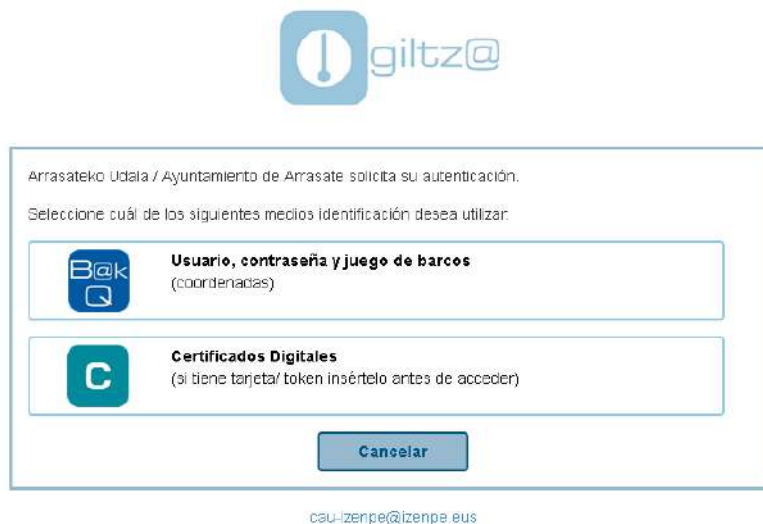 giltz@
Arrasateko Udala / Ayuntamiento de Arrasate solicita su autenticación.
Seleccione cuál de los siguientes medios identificación desea utilizar:
B@k
Q
Usuario, contraseña y juego de barcos
(coordenadas)
C
Certificados Digitales
(si tiene tarjeta/ token insértelo antes de acceder)
Cancelar
cau-izenpe@izenpe.eus